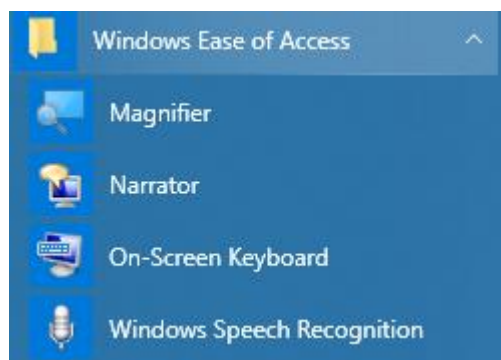 Windows Ease of Access
Magnifier
Narrator
On-Screen Keyboard
Windows Speech Recognition